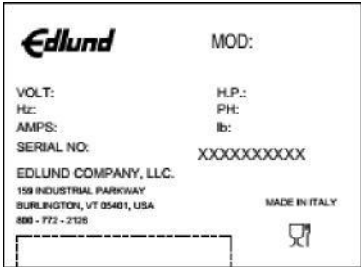 Edlund MOD:
VOLT: H.P.:
Hz: PH:
AMPS: lb:
SERIAL NO: XXXXXXXXXX
EDLUND COMPANY, LLC.
159 INDUSTRIAL PARKWAY
BURLINGTON, VT 05401, USA MADE IN ITALY
800 - 772 - 2126